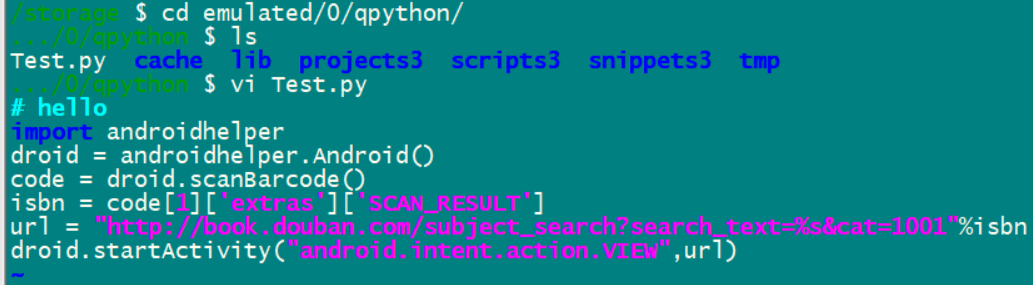 /storage $ cd emulated/0/qpython/
.../0/qpython $ ls
Test.py cache lib projects3 scripts3 snippets3 tmp
.../0/qpython $ vi Test.py
# hello
import androidhelper
droid = androidhelper.Android()
code = droid.scanBarcode()
isbn = code[1]['extras']['SCAN_RESULT']
url = "http://book.douban.com/subject_search?search_text=%s&cat=1001"%isbn
droid.startActivity("android.intent.action.VIEW",url)
~